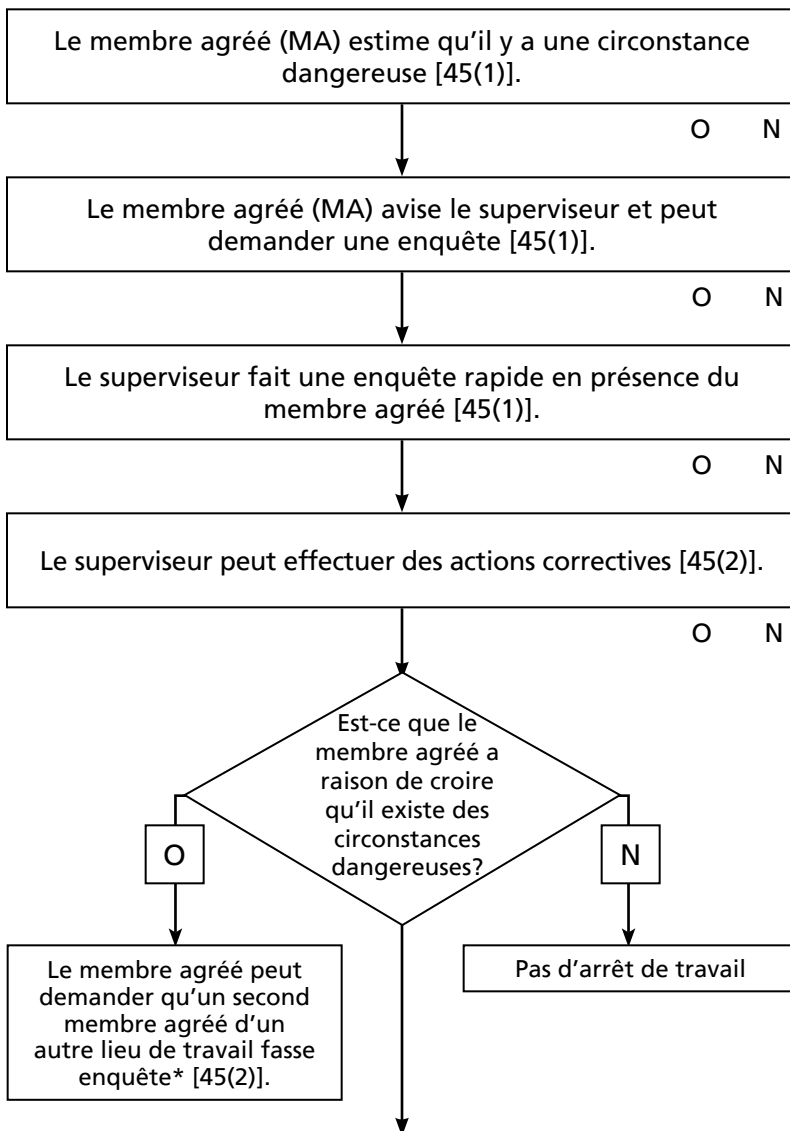 Le membre agréé (MA) estime qu'il y a une circonstance
dangereuse [45(1)].
O N
Le membre agréé (MA) avise le superviseur et peut
demander une enquête [45(1)].
O N
Le superviseur fait une enquête rapide en présence du
membre agréé [45(1)].
O N
Le superviseur peut effectuer des actions correctives [45(2)].
O N
Est-ce que le
membre agréé a
raison de croire
qu'il existe des
circonstances
dangereuses?
O
N
Le membre agréé peut
demander qu'un second
membre agréé d'un
autre lieu de travail fasse
enquête* [45(2)].
Pas d'arrêt de travail